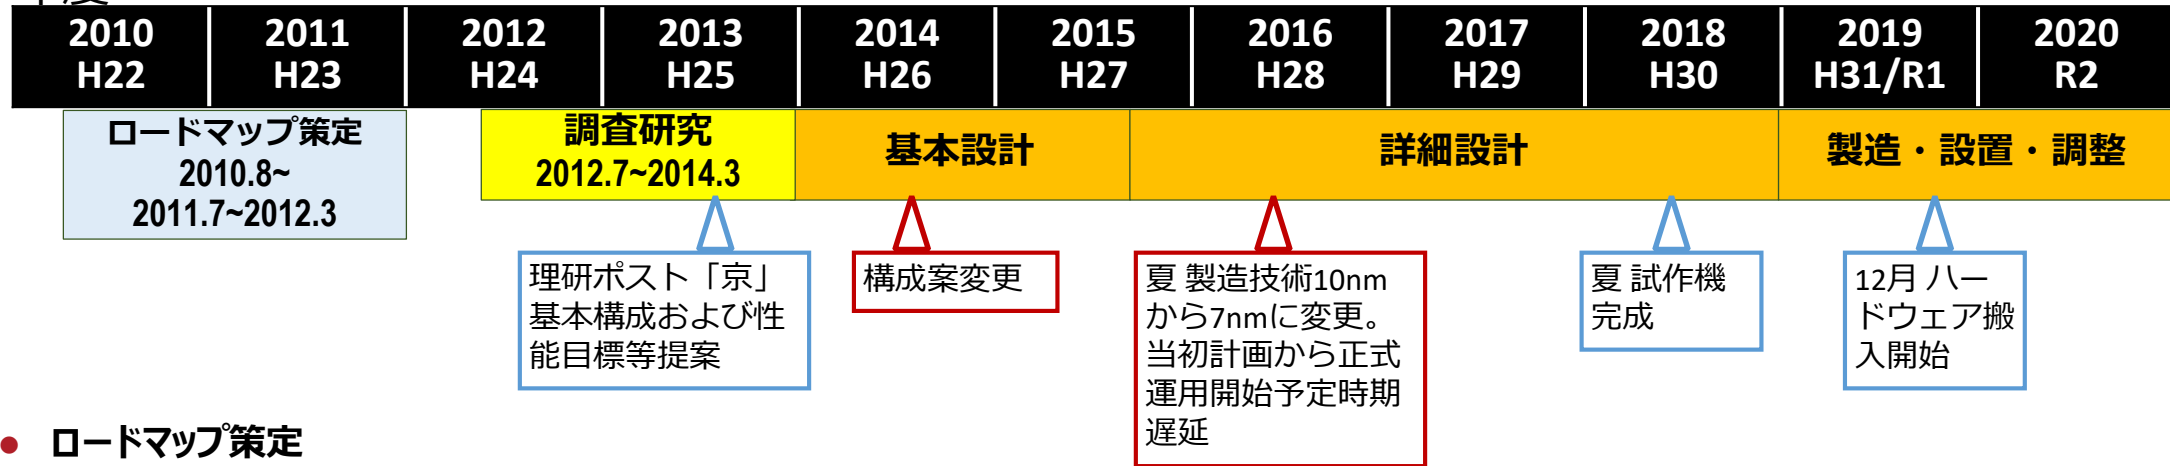 2010 2011 2012 2013 2014 2015 2016 2017 2018 2019 2020
H22 H23 H24 H25 H26 H27 H28 H29 H30 H31/R1 R2
ロードマップ策定
2010.8~
2011.7~2012.3
調査研究
2012.7~2014.3
基本設計
詳細設計
製造・設置・調整
理研ポスト「京」
基本構成および性
能目標等提案
構成案変更
夏 製造技術10nm
から7nmに変更。
当初計画から正式
運用開始予定時期
遅延
夏 試作機
完成
12月 ハー
ドウェア搬
入開始
● ロードマップ策定